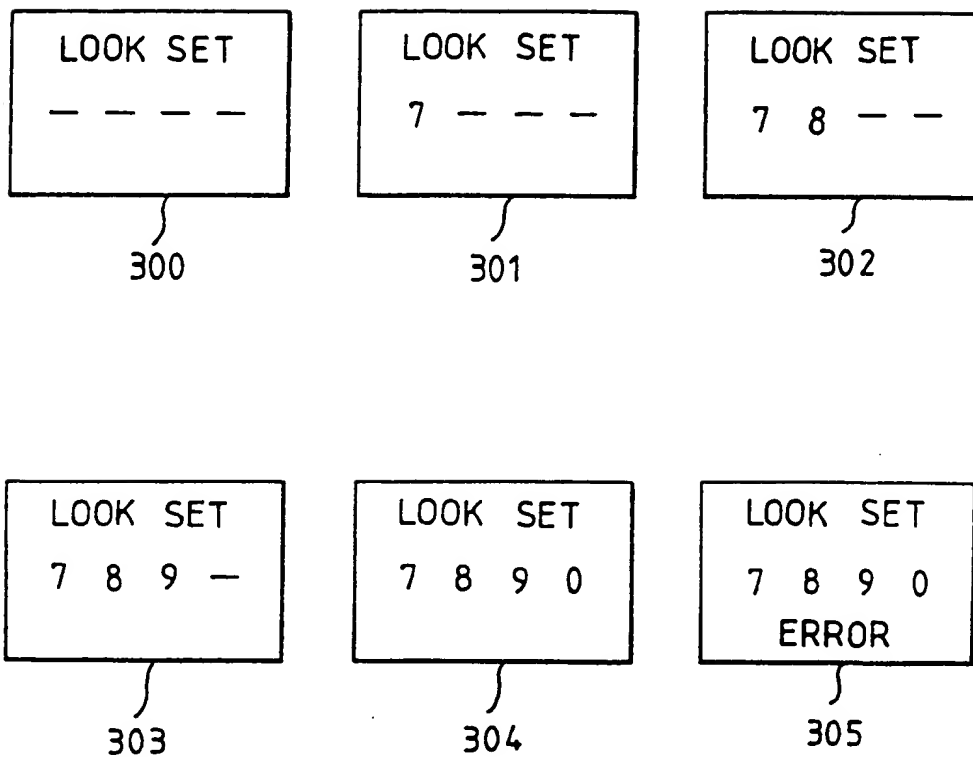 LOOK SET
— — — —
300
LOOK SET
7 — — —
301
LOOK SET
7 8 — —
302
LOOK SET
7 8 9 —
303
LOOK SET
7 8 9 0
304
LOOK SET
7 8 9 0
ERROR
305